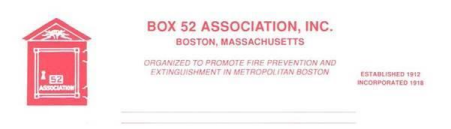 BOX 52 ASSOCIATION, INC.
BOSTON, MASSACHUSETTS
ORGANIZED TO PROMOTE FIRE PREVENTION AND
EXTINGUISHMENT IN METROPOLITAN BOSTON
ESTABLISHED 1912
INCORPORATED 1918
52
ASSOCIATION